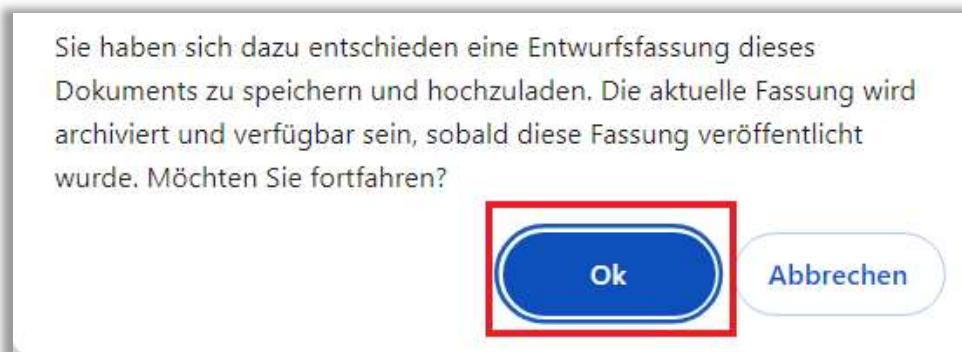 Sie haben sich dazu entschieden eine Entwurfsfassung dieses
Dokuments zu speichern und hochzuladen. Die aktuelle Fassung wird
archiviert und verfügbar sein, sobald diese Fassung veröffentlicht
wurde. Möchten Sie fortfahren?
Ok Abbrechen